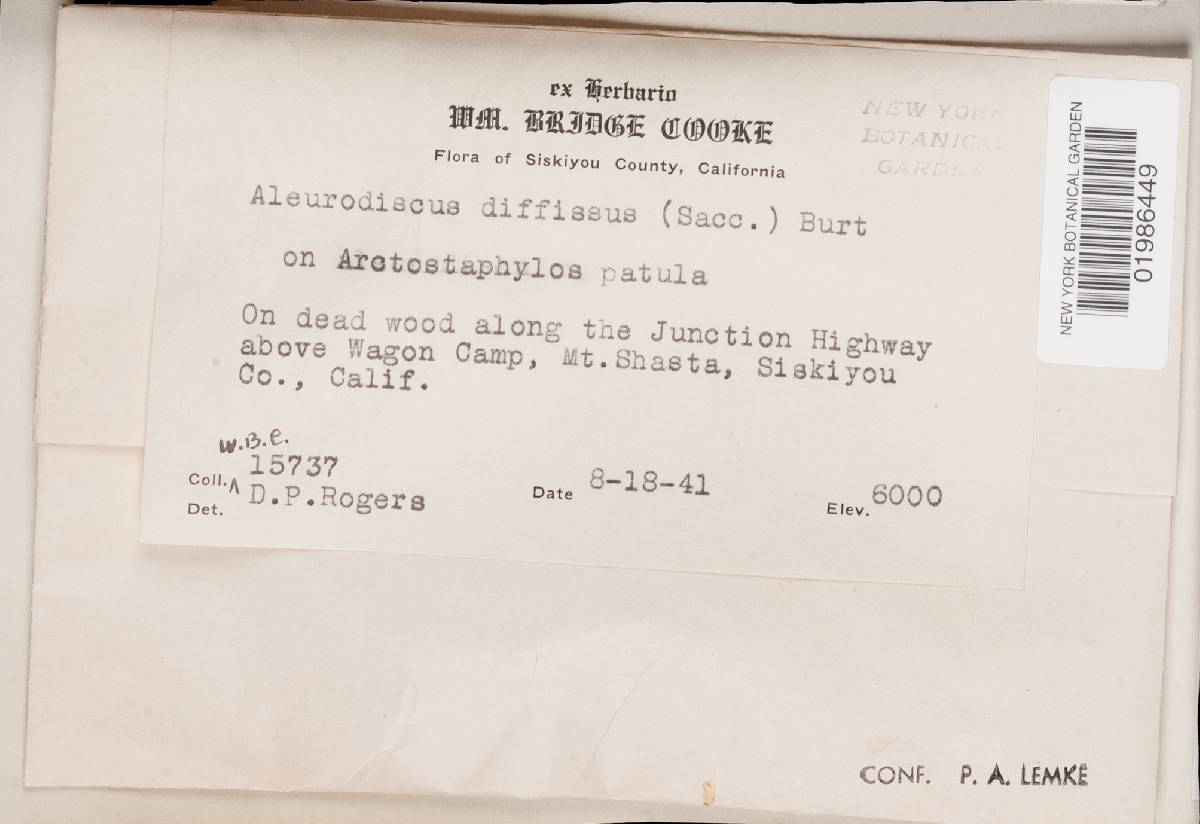 ex Herbario
WM. BRIDGE COOKE
Flora of Siskiyou County, California
NEW YORK
BOTANICAL
GARDEN
Aleurodiscus diffissus (Sacc.) Burt
on Arctostaphylos patula
On dead wood along the Junction Highway
above Wagon Camp, Mt.Shasta, Siskiyou
Co., Calif.
W.B.C.
Coll. ʌ 15737
Det. D.P.Rogers
Date 8-18-41
Elev. 6000
NEW YORK BOTANICAL GARDEN
01986449
CONF. P. A. LEMKE